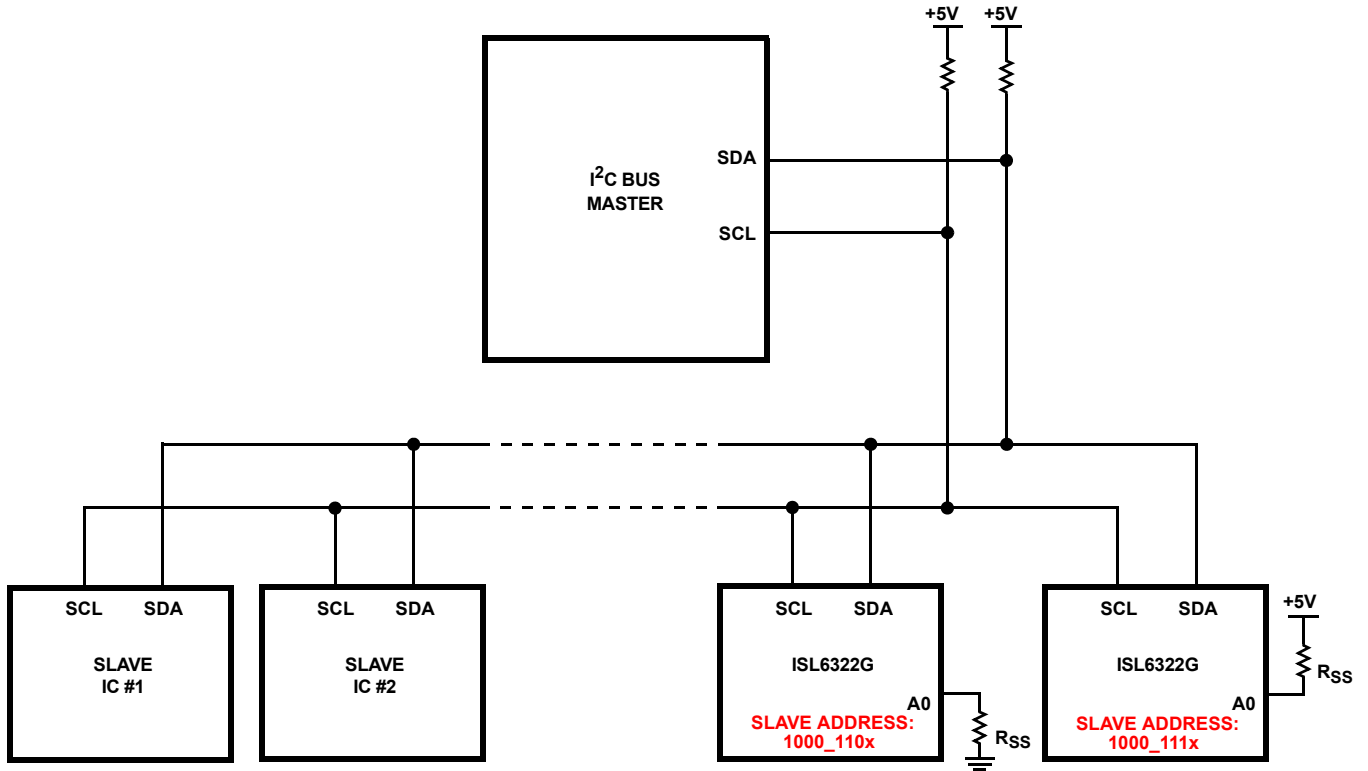 +5V +5V
I²C BUS
MASTER
SDA
SCL
SCL SDA
SLAVE
IC #1
SCL SDA
SLAVE
IC #2
SCL SDA
ISL6322G
A0
SLAVE ADDRESS:
1000_110x
RSS
SCL SDA
ISL6322G
A0
SLAVE ADDRESS:
1000_111x
+5V
RSS